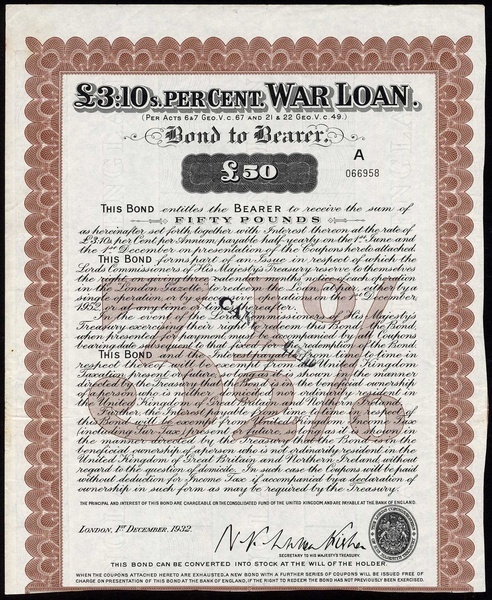 £3:10s. PER CENT. WAR LOAN.
(PER ACTS 6&7 GEO.V.c.67 AND 21 & 22 GEO.V.c.49.)
Bond to Bearer.
A
£50
066958
THIS BOND entitles the BEARER to receive the sum of
FIFTY POUNDS
as hereinafter set forth together with Interest thereon at the rate of
£3:10s per Cent. per Annum, payable half-yearly on the 1st June and
the 1st December on presentation of the Coupons hereto attached.
THIS BOND forms part of an Issue in respect of which the
Lords Commissioners of His Majesty's Treasury reserve to themselves
the right, on giving three calendar months notice of such operation
in the London Gazette, to redeem the Loan at par either by a
single operation, or by successive operations on the 1st December,
1952, or at any time or times thereafter.
In the event of the Lords Commissioners of His Majesty's
Treasury exercising their right to redeem this Bond, the Bond,
when presented for payment must be accompanied by all Coupons
bearing date subsequent to that fixed for the redemption of the Bond.
THIS BOND and the Interest payable from time to time in
respect thereof will be exempt from all United Kingdom
Taxation present or future, so long as it is shown in the manner
directed by the Treasury that the Bond is in the beneficial ownership
of a person who is neither domiciled nor ordinarily resident in
the United Kingdom of Great Britain and Northern Ireland.
Further, the Interest payable from time to time in respect of
this Bond will be exempt from United Kingdom Income Tax
(including Sur-tax) present or future, so long as it is shown in
the manner directed by the Treasury that the Bond is in the
beneficial ownership of a person who is not ordinarily resident in the
United Kingdom of Great Britain and Northern Ireland, without
regard to the question of domicile. In such case the Coupons will be paid
without deduction for Income Tax if accompanied by a declaration of
ownership in such form as may be required by the Treasury.
THE PRINCIPAL AND INTEREST OF THIS BOND ARE CHARGEABLE ON THE CONSOLIDATED FUND OF THE UNITED KINGDOM AND ARE PAYABLE AT THE BANK OF ENGLAND.
LONDON, 1st DECEMBER, 1932.
SECRETARY TO HIS MAJESTY'S TREASURY.
THIS BOND CAN BE CONVERTED INTO STOCK AT THE WILL OF THE HOLDER.
WHEN THE COUPONS ATTACHED HERETO ARE EXHAUSTED, A NEW BOND WITH A FURTHER SERIES OF COUPONS WILL BE ISSUED FREE OF
CHARGE ON PRESENTATION OF THIS BOND AT THE BANK OF ENGLAND, IF THE RIGHT TO REDEEM THE BOND HAS NOT PREVIOUSLY BEEN EXERCISED.